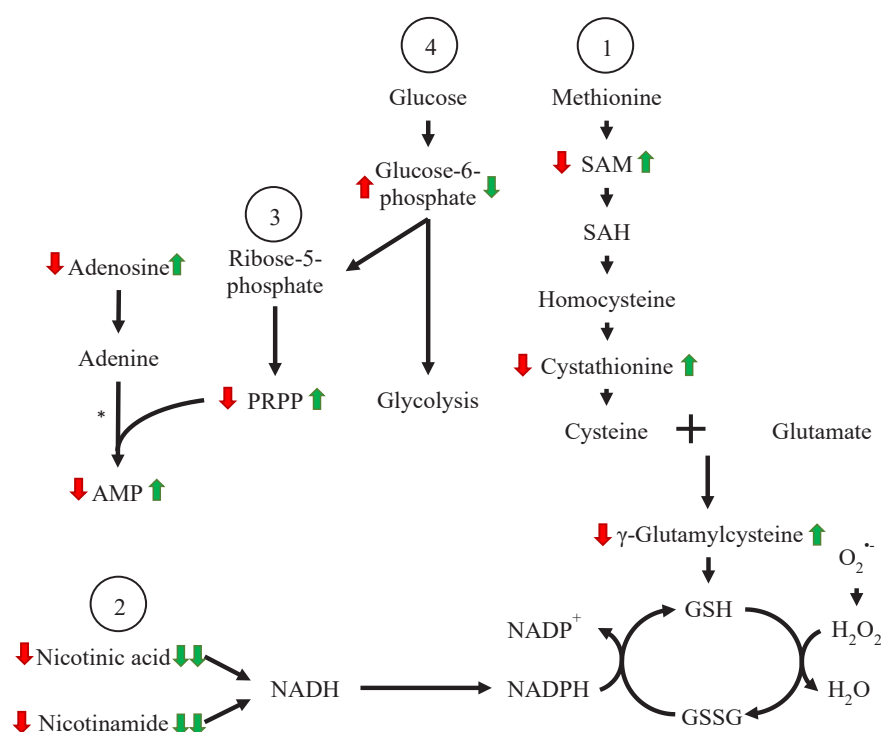 4
1
Glucose
Methionine
Glucose-6-
phosphate
SAM
3
SAH
Ribose-5-
phosphate
Adenosine
Homocysteine
Adenine
Cystathionine
*
PRPP
Glycolysis
Cysteine + Glutamate
AMP
γ-Glutamylcysteine
O₂•-
2
GSH
NADP⁺
H₂O₂
Nicotinic acid
NADH
NADPH
H₂O
GSSG
Nicotinamide